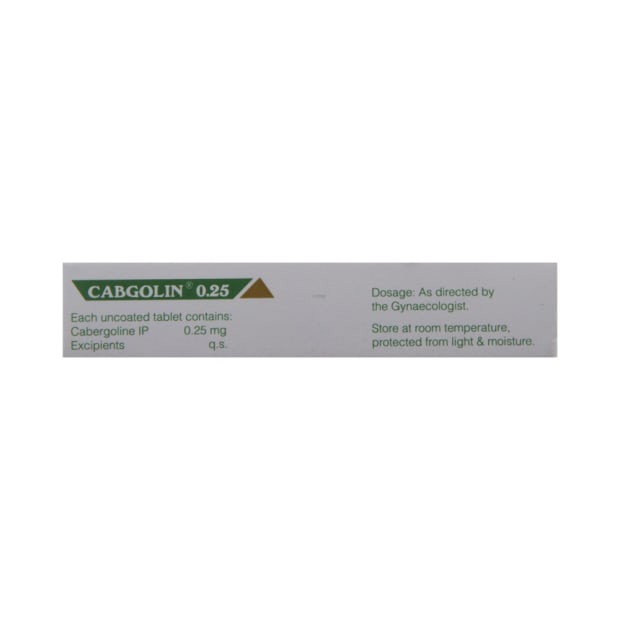 CABGOLIN® 0.25
Each uncoated tablet contains:
Cabergoline IP 0.25 mg
Excipients q.s.
Dosage: As directed by
the Gynaecologist.
Store at room temperature,
protected from light & moisture.